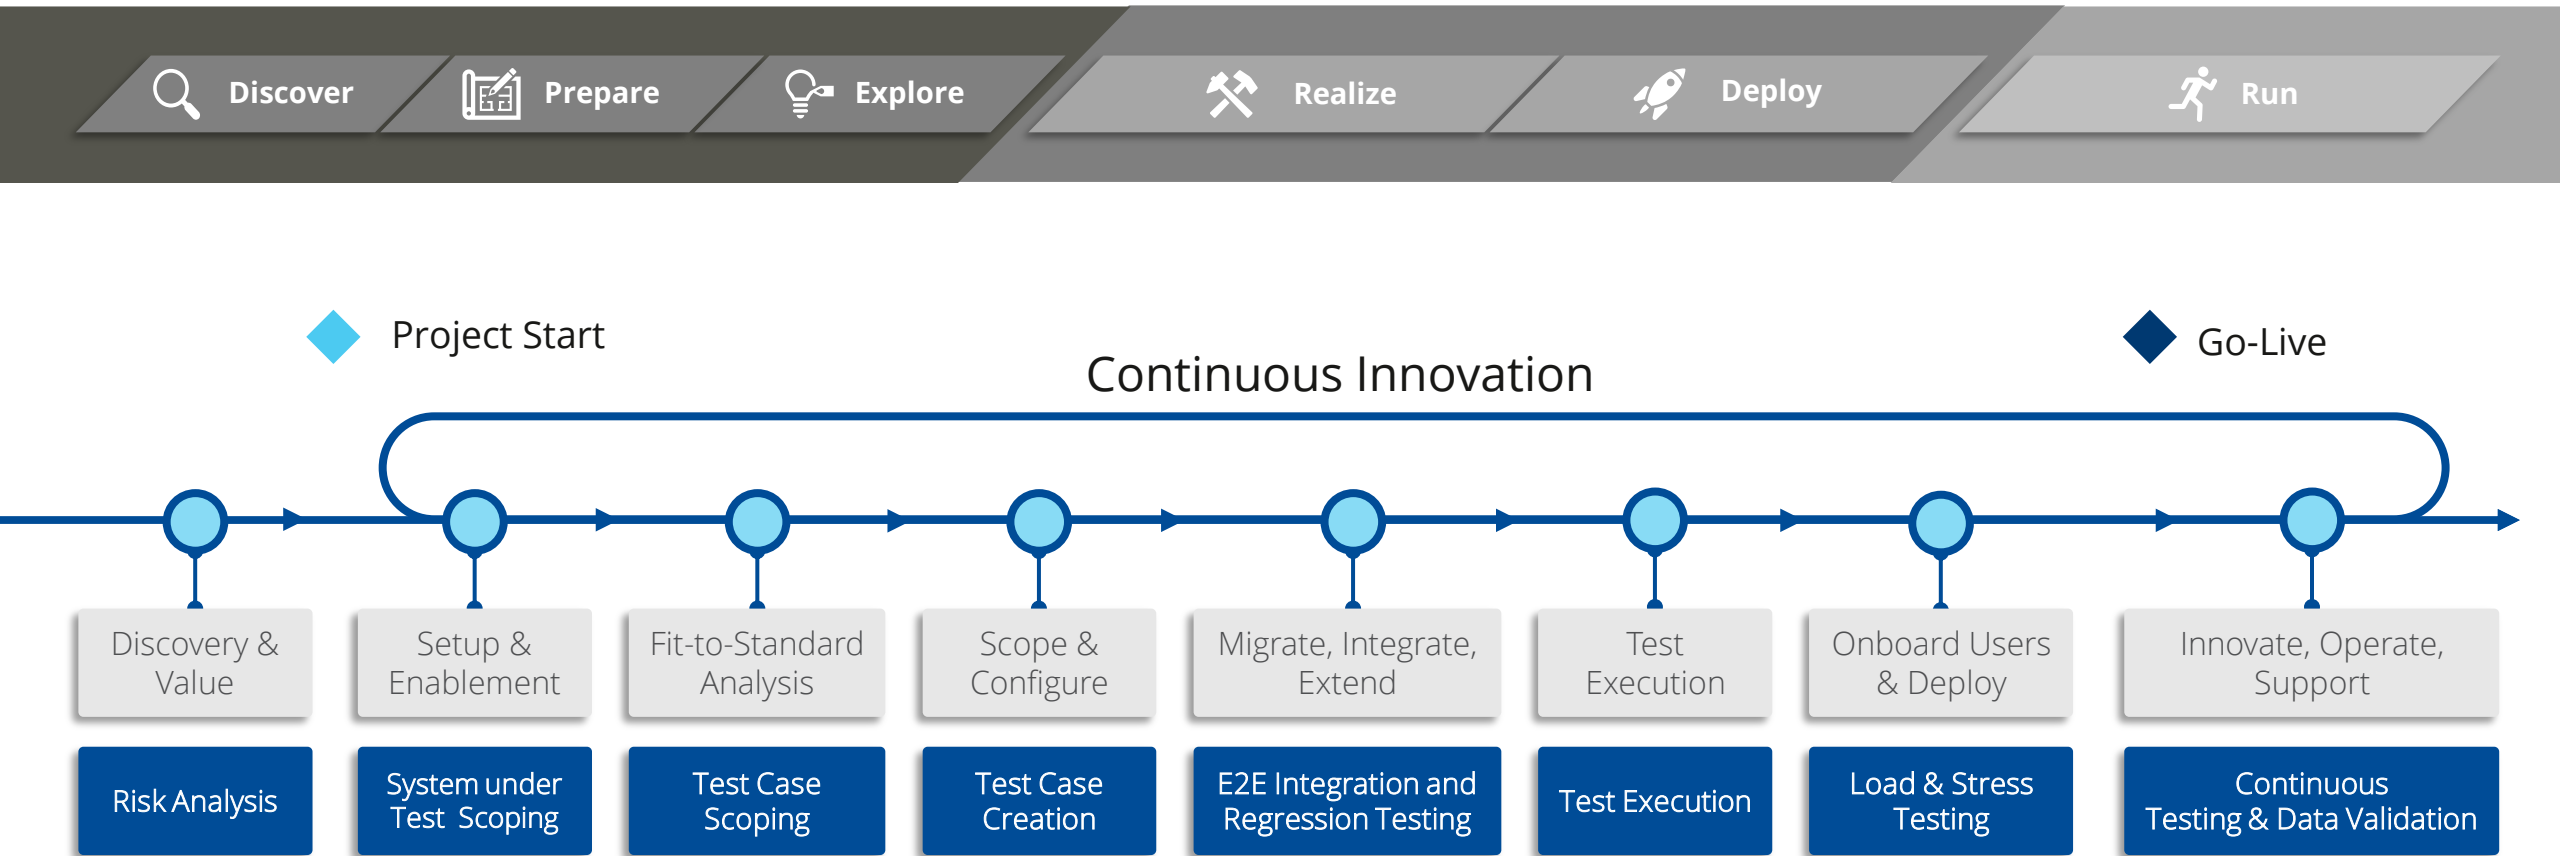 Discover
Prepare
Explore
Realize
Deploy
Run
Project Start
Go-Live
Continuous Innovation
Discovery &
Value
Setup &
Enablement
Fit-to-Standard
Analysis
Scope &
Configure
Migrate, Integrate,
Extend
Test
Execution
Onboard Users
& Deploy
Innovate, Operate,
Support
Risk Analysis
System under
Test Scoping
Test Case
Scoping
Test Case
Creation
E2E Integration and
Regression Testing
Test Execution
Load & Stress
Testing
Continuous
Testing & Data Validation